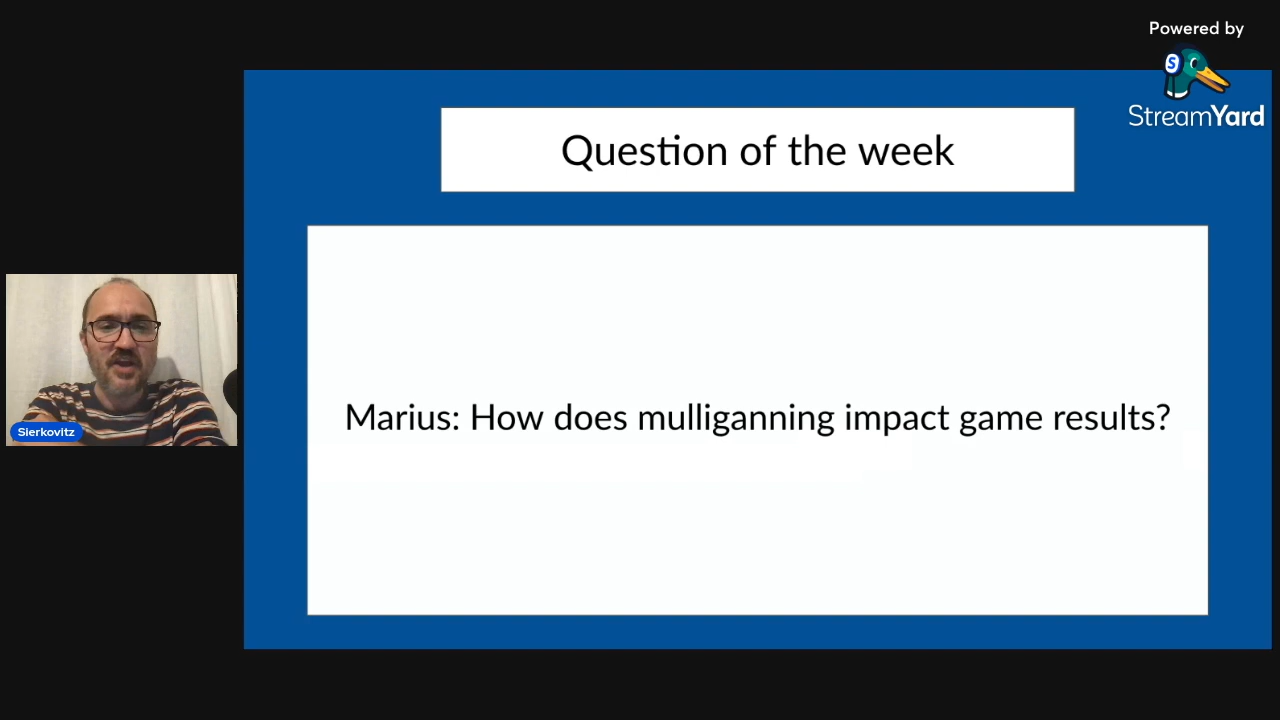 Powered by
S
StreamYard
Question of the week
Marius: How does mulliganning impact game results?
Sierkovitz